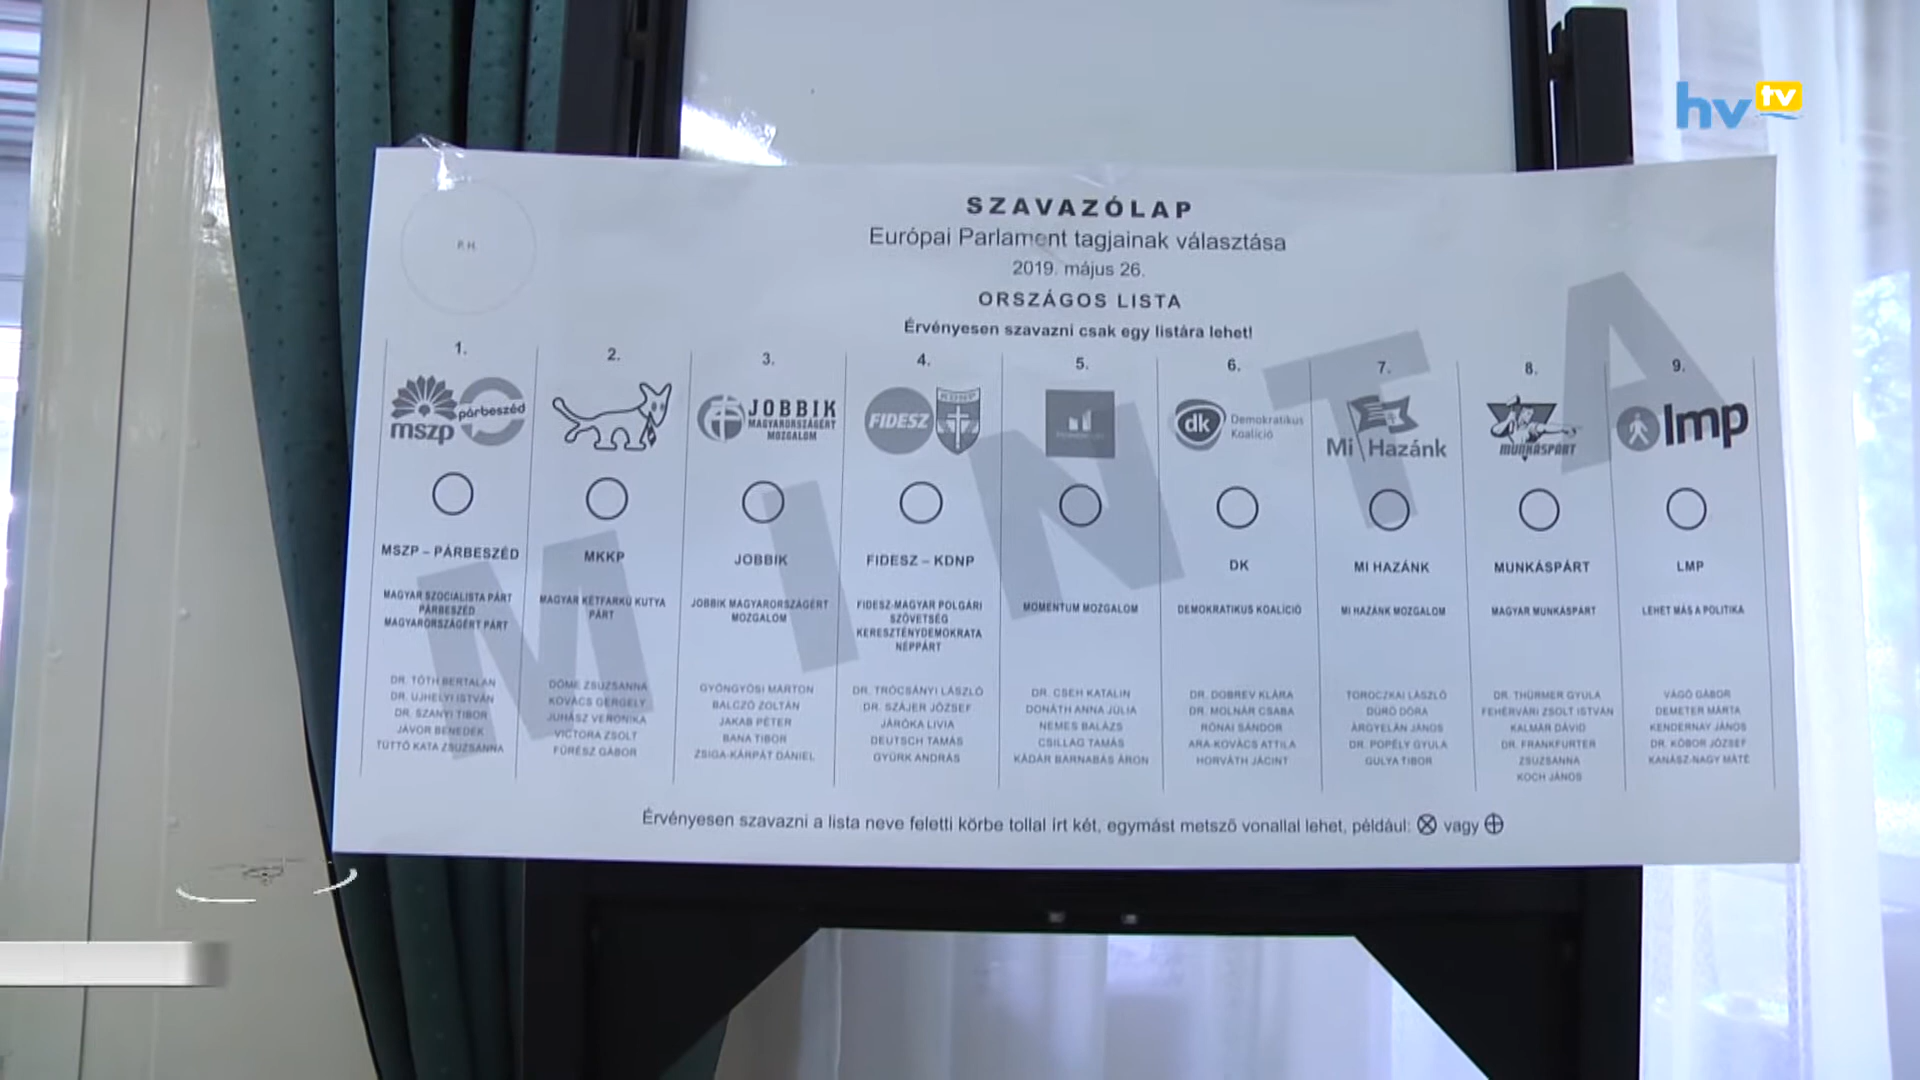 hv tv
P. H.
SZAVAZÓLAP
Európai Parlament tagjainak választása
2019. május 26.
ORSZÁGOS LISTA
Érvényesen szavazni csak egy listára lehet!
MINTA
1.
mszp párbeszéd
MSZP – PÁRBESZÉD
MAGYAR SZOCIALISTA PÁRT
PÁRBESZÉD
MAGYARORSZÁGÉRT PÁRT
DR. TÓTH BERTALAN
DR. UJHELYI ISTVÁN
DR. SZANYI TIBOR
JÁVOR BENEDEK
TÜTTŐ KATA ZSUZSANNA
2.
MKKP
MAGYAR KÉTFARKÚ KUTYA
PÁRT
DÖME ZSUZSANNA
KOVÁCS GERGELY
JUHÁSZ VERONIKA
VICTORA ZSOLT
FÜRÉSZ GÁBOR
3.
JOBBIK
MAGYARORSZÁGÉRT
MOZGALOM
JOBBIK
JOBBIK MAGYARORSZÁGÉRT
MOZGALOM
GYÖNGYÖSI MÁRTON
BALCZÓ ZOLTÁN
JAKAB PÉTER
BANA TIBOR
ZSIGA-KÁRPÁT DÁNIEL
4.
FIDESZ KDNP
FIDESZ – KDNP
FIDESZ-MAGYAR POLGÁRI
SZÖVETSÉG
KERESZTÉNYDEMOKRATA
NÉPPÁRT
DR. TRÓCSÁNYI LÁSZLÓ
DR. SZÁJER JÓZSEF
JÁRÓKA LÍVIA
DEUTSCH TAMÁS
GYÜRK ANDRÁS
5.
MOMENTUM MOZGALOM
DR. CSEH KATALIN
DONÁTH ANNA JÚLIA
NEMES BALÁZS
CSILLAG TAMÁS
KÁDÁR BARNABÁS ÁRON
6.
dk Demokratikus
Koalíció
DK
DEMOKRATIKUS KOALÍCIÓ
DR. DOBREV KLÁRA
DR. MOLNÁR CSABA
RÓNAI SÁNDOR
ARA-KOVÁCS ATTILA
HORVÁTH JÁCINT
7.
Mi Hazánk
MI HAZÁNK
MI HAZÁNK MOZGALOM
TOROCZKAI LÁSZLÓ
DÚRÓ DÓRA
ÁRGYELÁN JÁNOS
DR. POPÉLY GYULA
GULYA TIBOR
8.
MUNKÁSPÁRT
MUNKÁSPÁRT
MAGYAR MUNKÁSPÁRT
DR. THÜRMER GYULA
FEHÉRVÁRI ZSOLT ISTVÁN
KALMÁR DÁVID
DR. FRANKFURTER
ZSUZSANNA
KOCH JÁNOS
9.
lmp
LMP
LEHET MÁS A POLITIKA
VÁGÓ GÁBOR
DEMETER MÁRTA
KENDERNAY JÁNOS
DR. KÓBOR JÓZSEF
KANÁSZ-NAGY MÁTÉ
Érvényesen szavazni a lista neve feletti körbe tollal írt két, egymást metsző vonallal lehet, például: ⊗ vagy ⊕